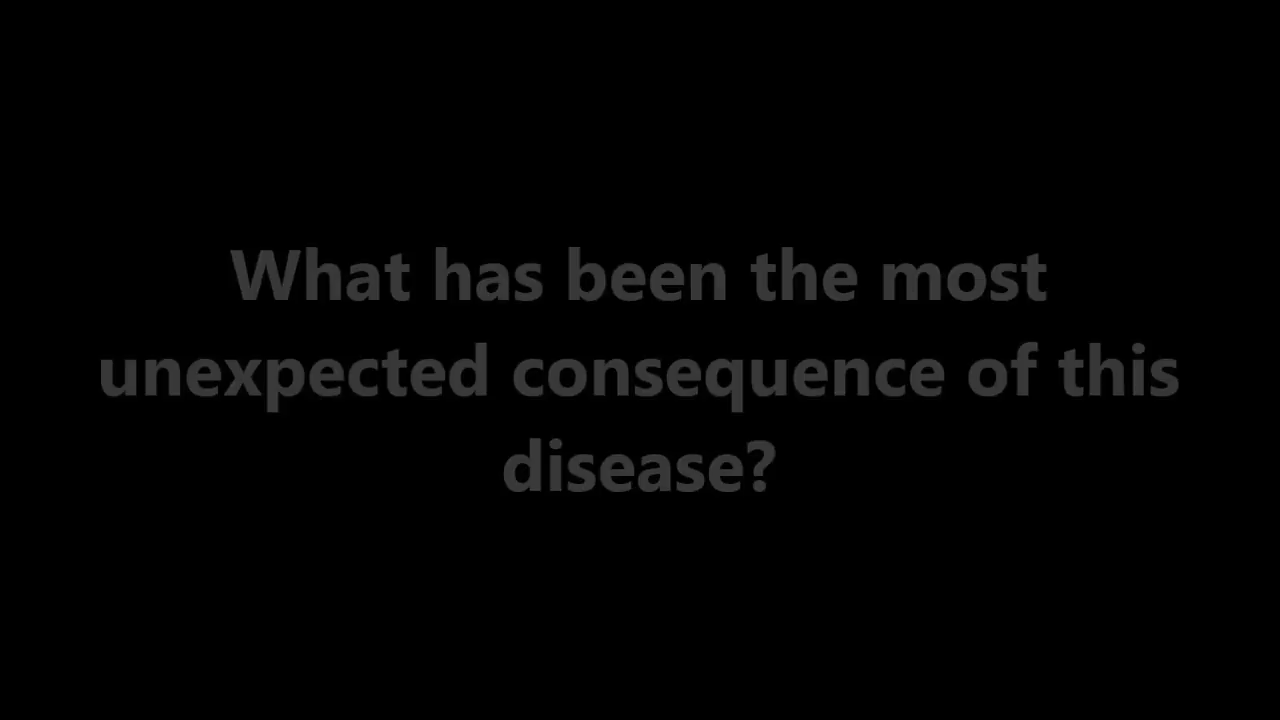 What has been the most
unexpected consequence of this
disease?